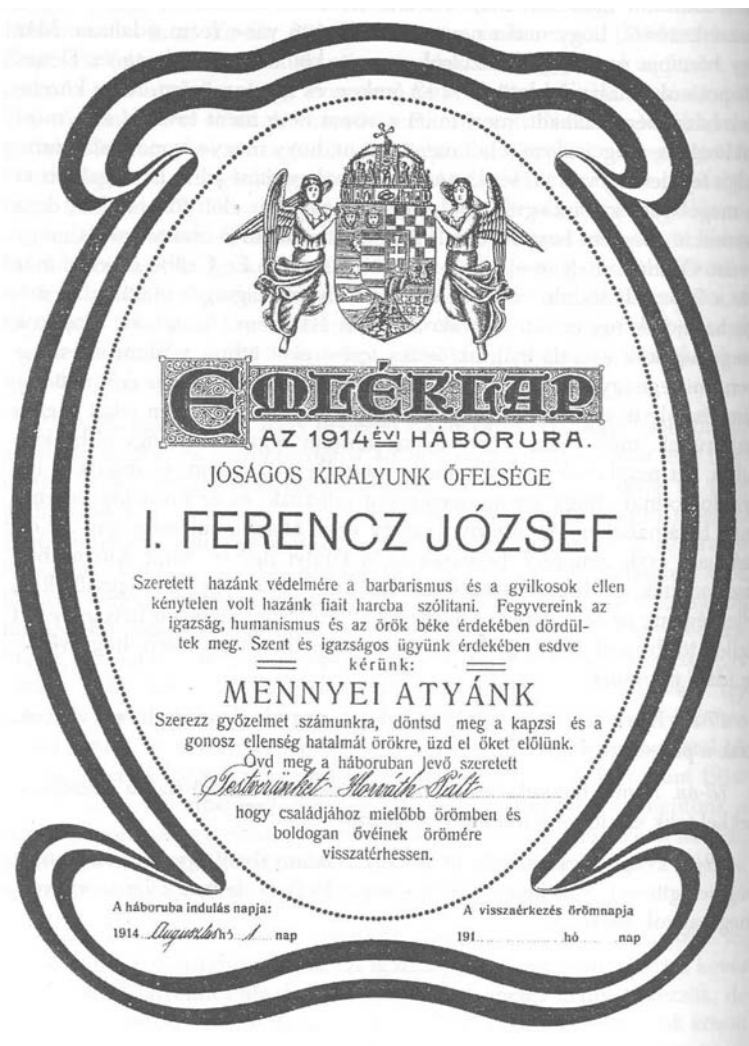 EMLÉKLAP
AZ 1914 ÉVI HÁBORURA.
JÓSÁGOS KIRÁLYUNK ŐFELSÉGE
I. FERENCZ JÓZSEF
Szeretett hazánk védelmére a barbarismus és a gyilkosok ellen
kénytelen volt hazánk fiait harcba szólitani. Fegyvereink az
igazság, humanismus és az örök béke érdekében dördül-
tek meg. Szent és igazságos ügyünk érdekében esdve
kérünk:
MENNYEI ATYÁNK
Szerezz győzelmet számunkra, döntsd meg a kapzsi és a
gonosz ellenség hatalmát örökre, üzd el őket előlünk.
Óvd meg a háboruban levő szeretett
Testvérünket Horváth Pált
hogy családjához mielőbb örömben és
boldogan övéinek örömére
visszatérhessen.
A háboruba indulás napja:
1914 Augusztus hó 1 nap
A visszaérkezés örömnapja
191 hó nap